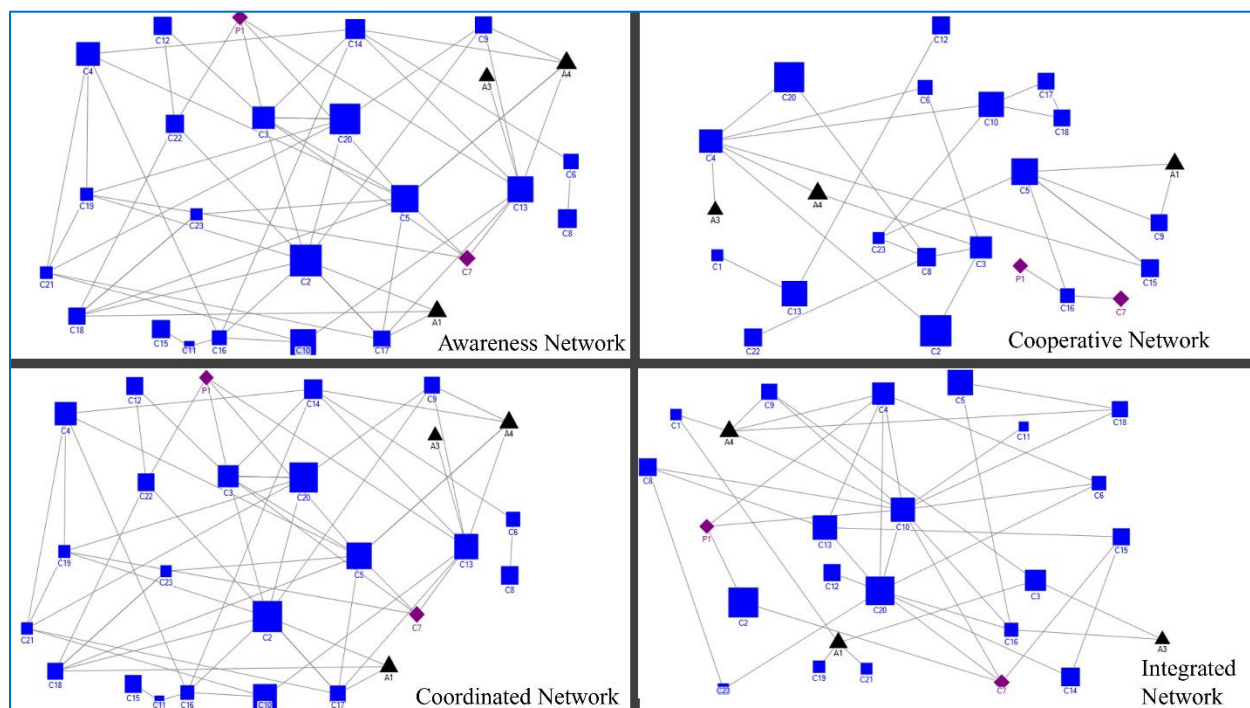 P1
C12
C14
C9
C4
A4
A3
C3
C20
C22
C6
C19
C5
C13
C8
C23
C2
C7
C21
A1
C18
C15
C11
C16
C10
C17
Awareness Network
C12
C20
C6
C17
C10
C18
C4
A1
C5
A3
A4
C9
C23
C3
C1
C8
P1
C15
C13
C16
C7
C22
C2
Cooperative Network
P1
C12
C14
C9
C4
A4
A3
C3
C20
C22
C6
C13
C19
C5
C23
C8
C7
C2
C21
A1
C18
C15
C11
C16
C10
C17
Coordinated Network
C5
C9
C4
C1
C18
A4
C11
C8
C6
C10
P1
C13
C15
C12
C3
C20
C2
C16
A1
A3
C19
C21
C23
C7
C14
Integrated
Network